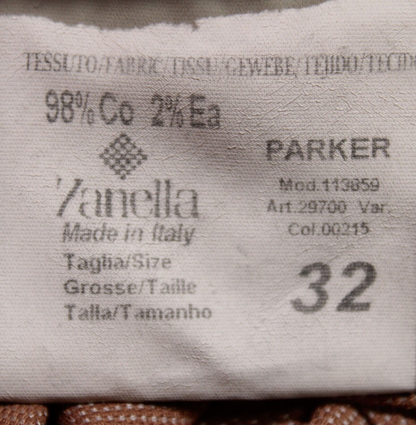 TESSUTO/FABRIC/TISSU/GEWEBE/TEJIDO/TECIDO
98% Co 2% Ea
Zanella
Made in Italy
PARKER
Mod.113859
Art.29700 Var.
Col.00215
Taglia/Size
Grosse/Taille
Talla/Tamanho
32